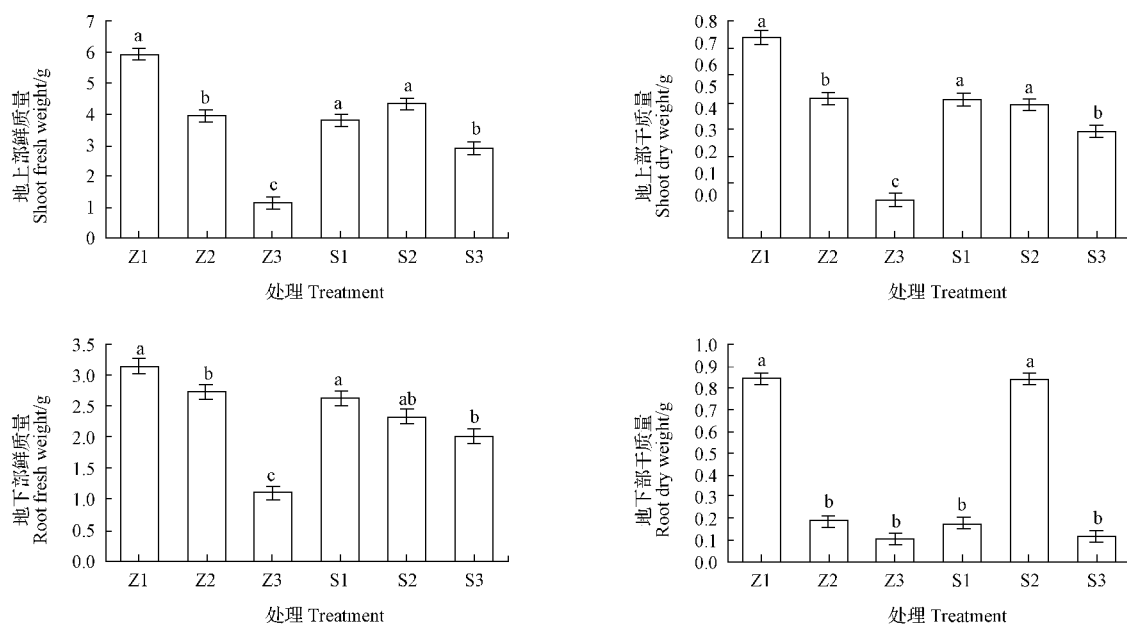 地上部鲜质量
Shoot fresh weight/g
7
6
5
4
3
2
1
0
a
b
c
a
a
b
Z1 Z2 Z3 S1 S2 S3
处理 Treatment
地上部干质量
Shoot dry weight/g
0.8
0.7
0.6
0.5
0.4
0.3
0.2
0.1
0.0
a
b
c
a
a
b
Z1 Z2 Z3 S1 S2 S3
处理 Treatment
地下部鲜质量
Root fresh weight/g
3.5
3.0
2.5
2.0
1.5
1.0
0.5
0.0
a
b
c
a
ab
b
Z1 Z2 Z3 S1 S2 S3
处理 Treatment
地下部干质量
Root dry weight/g
1.0
0.9
0.8
0.7
0.6
0.5
0.4
0.3
0.2
0.1
0.0
a
b
b
b
a
b
Z1 Z2 Z3 S1 S2 S3
处理 Treatment